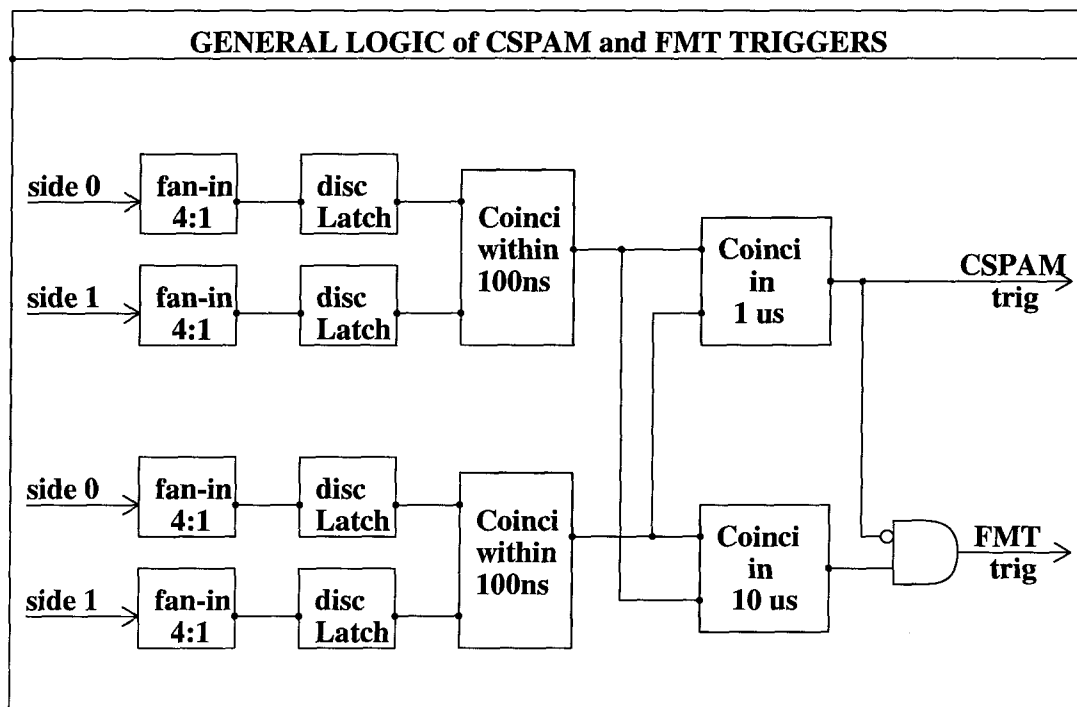 GENERAL LOGIC of CSPAM and FMT TRIGGERS
side 0
fan-in
4:1
disc
Latch
side 1
fan-in
4:1
disc
Latch
Coinci
within
100ns
Coinci
in
1 us
CSPAM
trig
side 0
fan-in
4:1
disc
Latch
side 1
fan-in
4:1
disc
Latch
Coinci
within
100ns
Coinci
in
10 us
FMT
trig